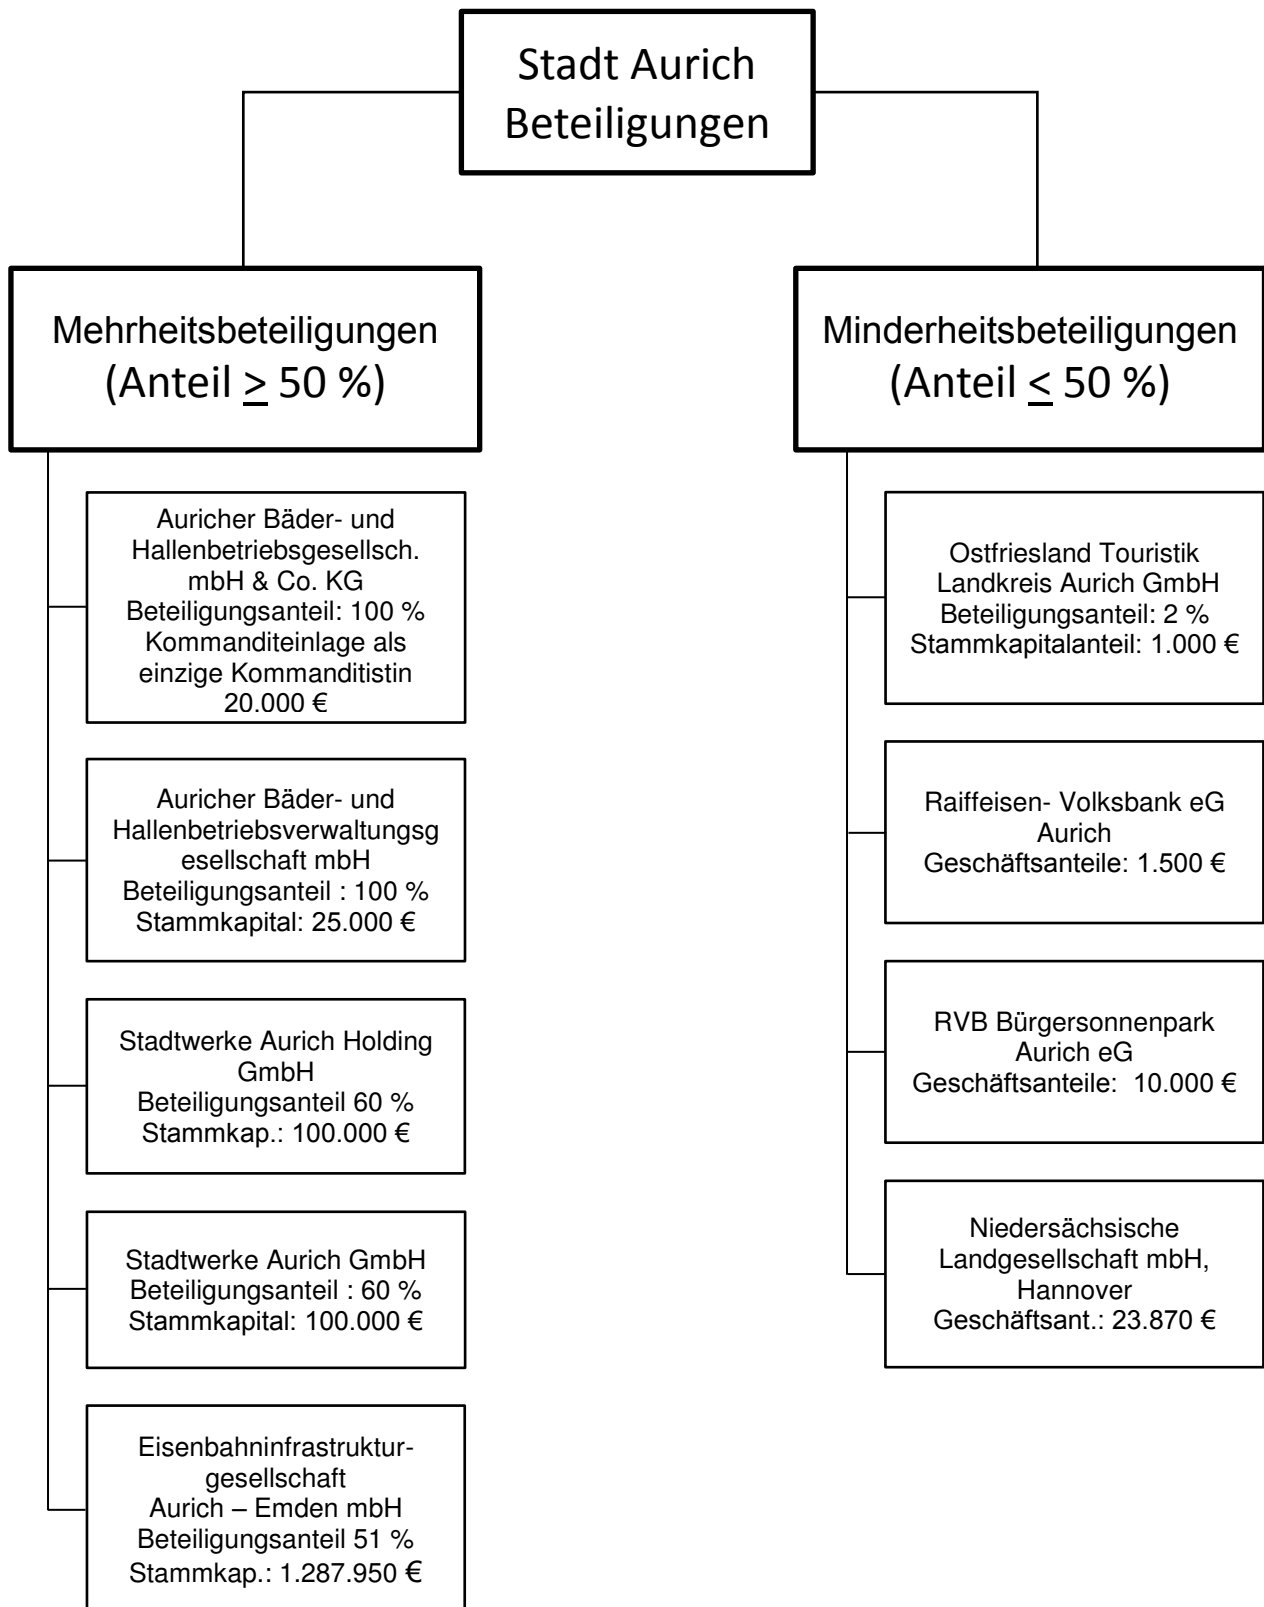 Stadt Aurich
Beteiligungen
Mehrheitsbeteiligungen
(Anteil ≥ 50 %)
Auricher Bäder- und
Hallenbetriebsgesellsch.
mbH & Co. KG
Beteiligungsanteil: 100 %
Kommanditeinlage als
einzige Kommanditistin
20.000 €
Auricher Bäder- und
Hallenbetriebsverwaltungsg
esellschaft mbH
Beteiligungsanteil : 100 %
Stammkapital: 25.000 €
Stadtwerke Aurich Holding
GmbH
Beteiligungsanteil 60 %
Stammkap.: 100.000 €
Stadtwerke Aurich GmbH
Beteiligungsanteil : 60 %
Stammkapital: 100.000 €
Eisenbahninfrastruktur-
gesellschaft
Aurich – Emden mbH
Beteiligungsanteil 51 %
Stammkap.: 1.287.950 €
Minderheitsbeteiligungen
(Anteil ≤ 50 %)
Ostfriesland Touristik
Landkreis Aurich GmbH
Beteiligungsanteil: 2 %
Stammkapitalanteil: 1.000 €
Raiffeisen- Volksbank eG
Aurich
Geschäftsanteile: 1.500 €
RVB Bürgersonnenpark
Aurich eG
Geschäftsanteile:  10.000 €
Niedersächsische
Landgesellschaft mbH,
Hannover
Geschäftsant.: 23.870 €